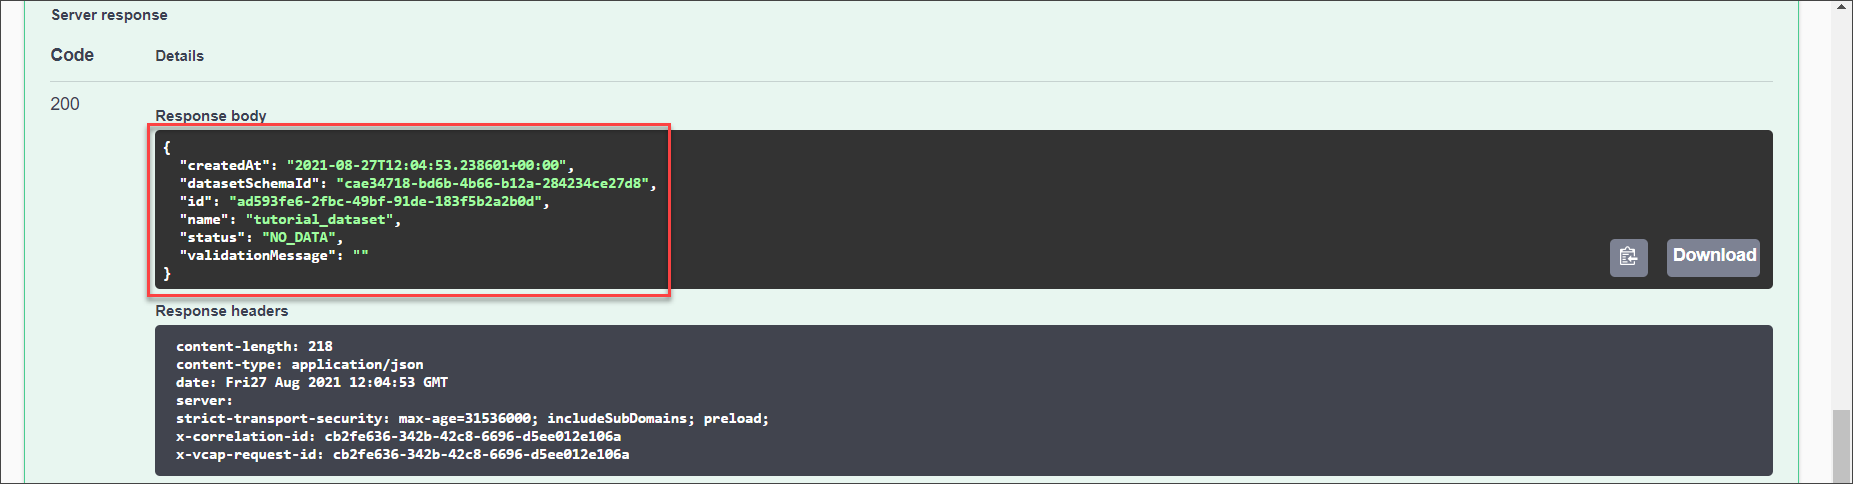 Server response
Code Details
200
Response body
{
"createdAt": "2021-08-27T12:04:53.238601+00:00",
"datasetSchemaId": "cae34718-bd6b-4b66-b12a-284234ce27d8",
"id": "ad593fe6-2fbc-49bf-91de-183f5b2a2b0d",
"name": "tutorial_dataset",
"status": "NO_DATA",
"validationMessage": ""
}
Download
Response headers
content-length: 218
content-type: application/json
date: Fri27 Aug 2021 12:04:53 GMT
server:
strict-transport-security: max-age=31536000; includeSubDomains; preload;
x-correlation-id: cb2fe636-342b-42c8-6696-d5ee012e106a
x-vcap-request-id: cb2fe636-342b-42c8-6696-d5ee012e106a